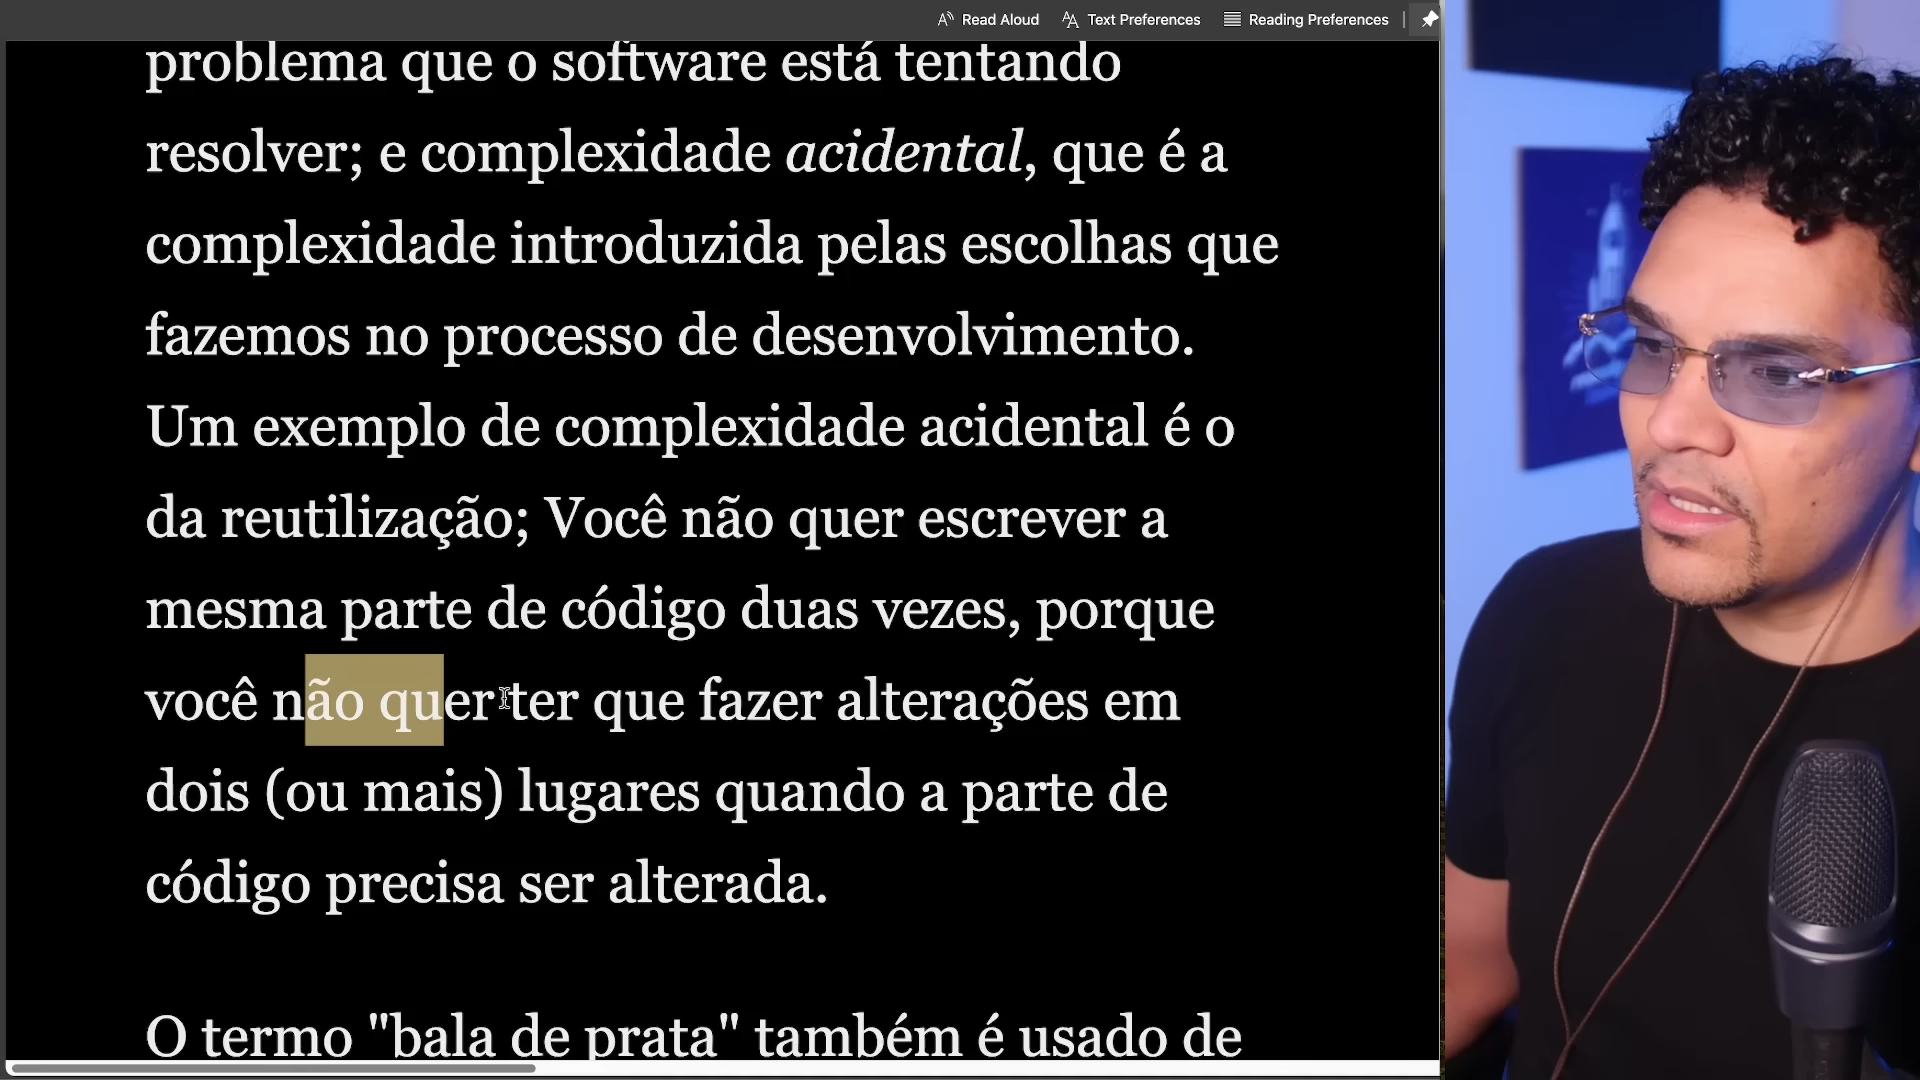 Read Aloud Text Preferences Reading Preferences
problema que o software está tentando
resolver; e complexidade acidental, que é a
complexidade introduzida pelas escolhas que
fazemos no processo de desenvolvimento.
Um exemplo de complexidade acidental é o
da reutilização; Você não quer escrever a
mesma parte de código duas vezes, porque
você não quer ter que fazer alterações em
dois (ou mais) lugares quando a parte de
código precisa ser alterada.
O termo "bala de prata" também é usado de